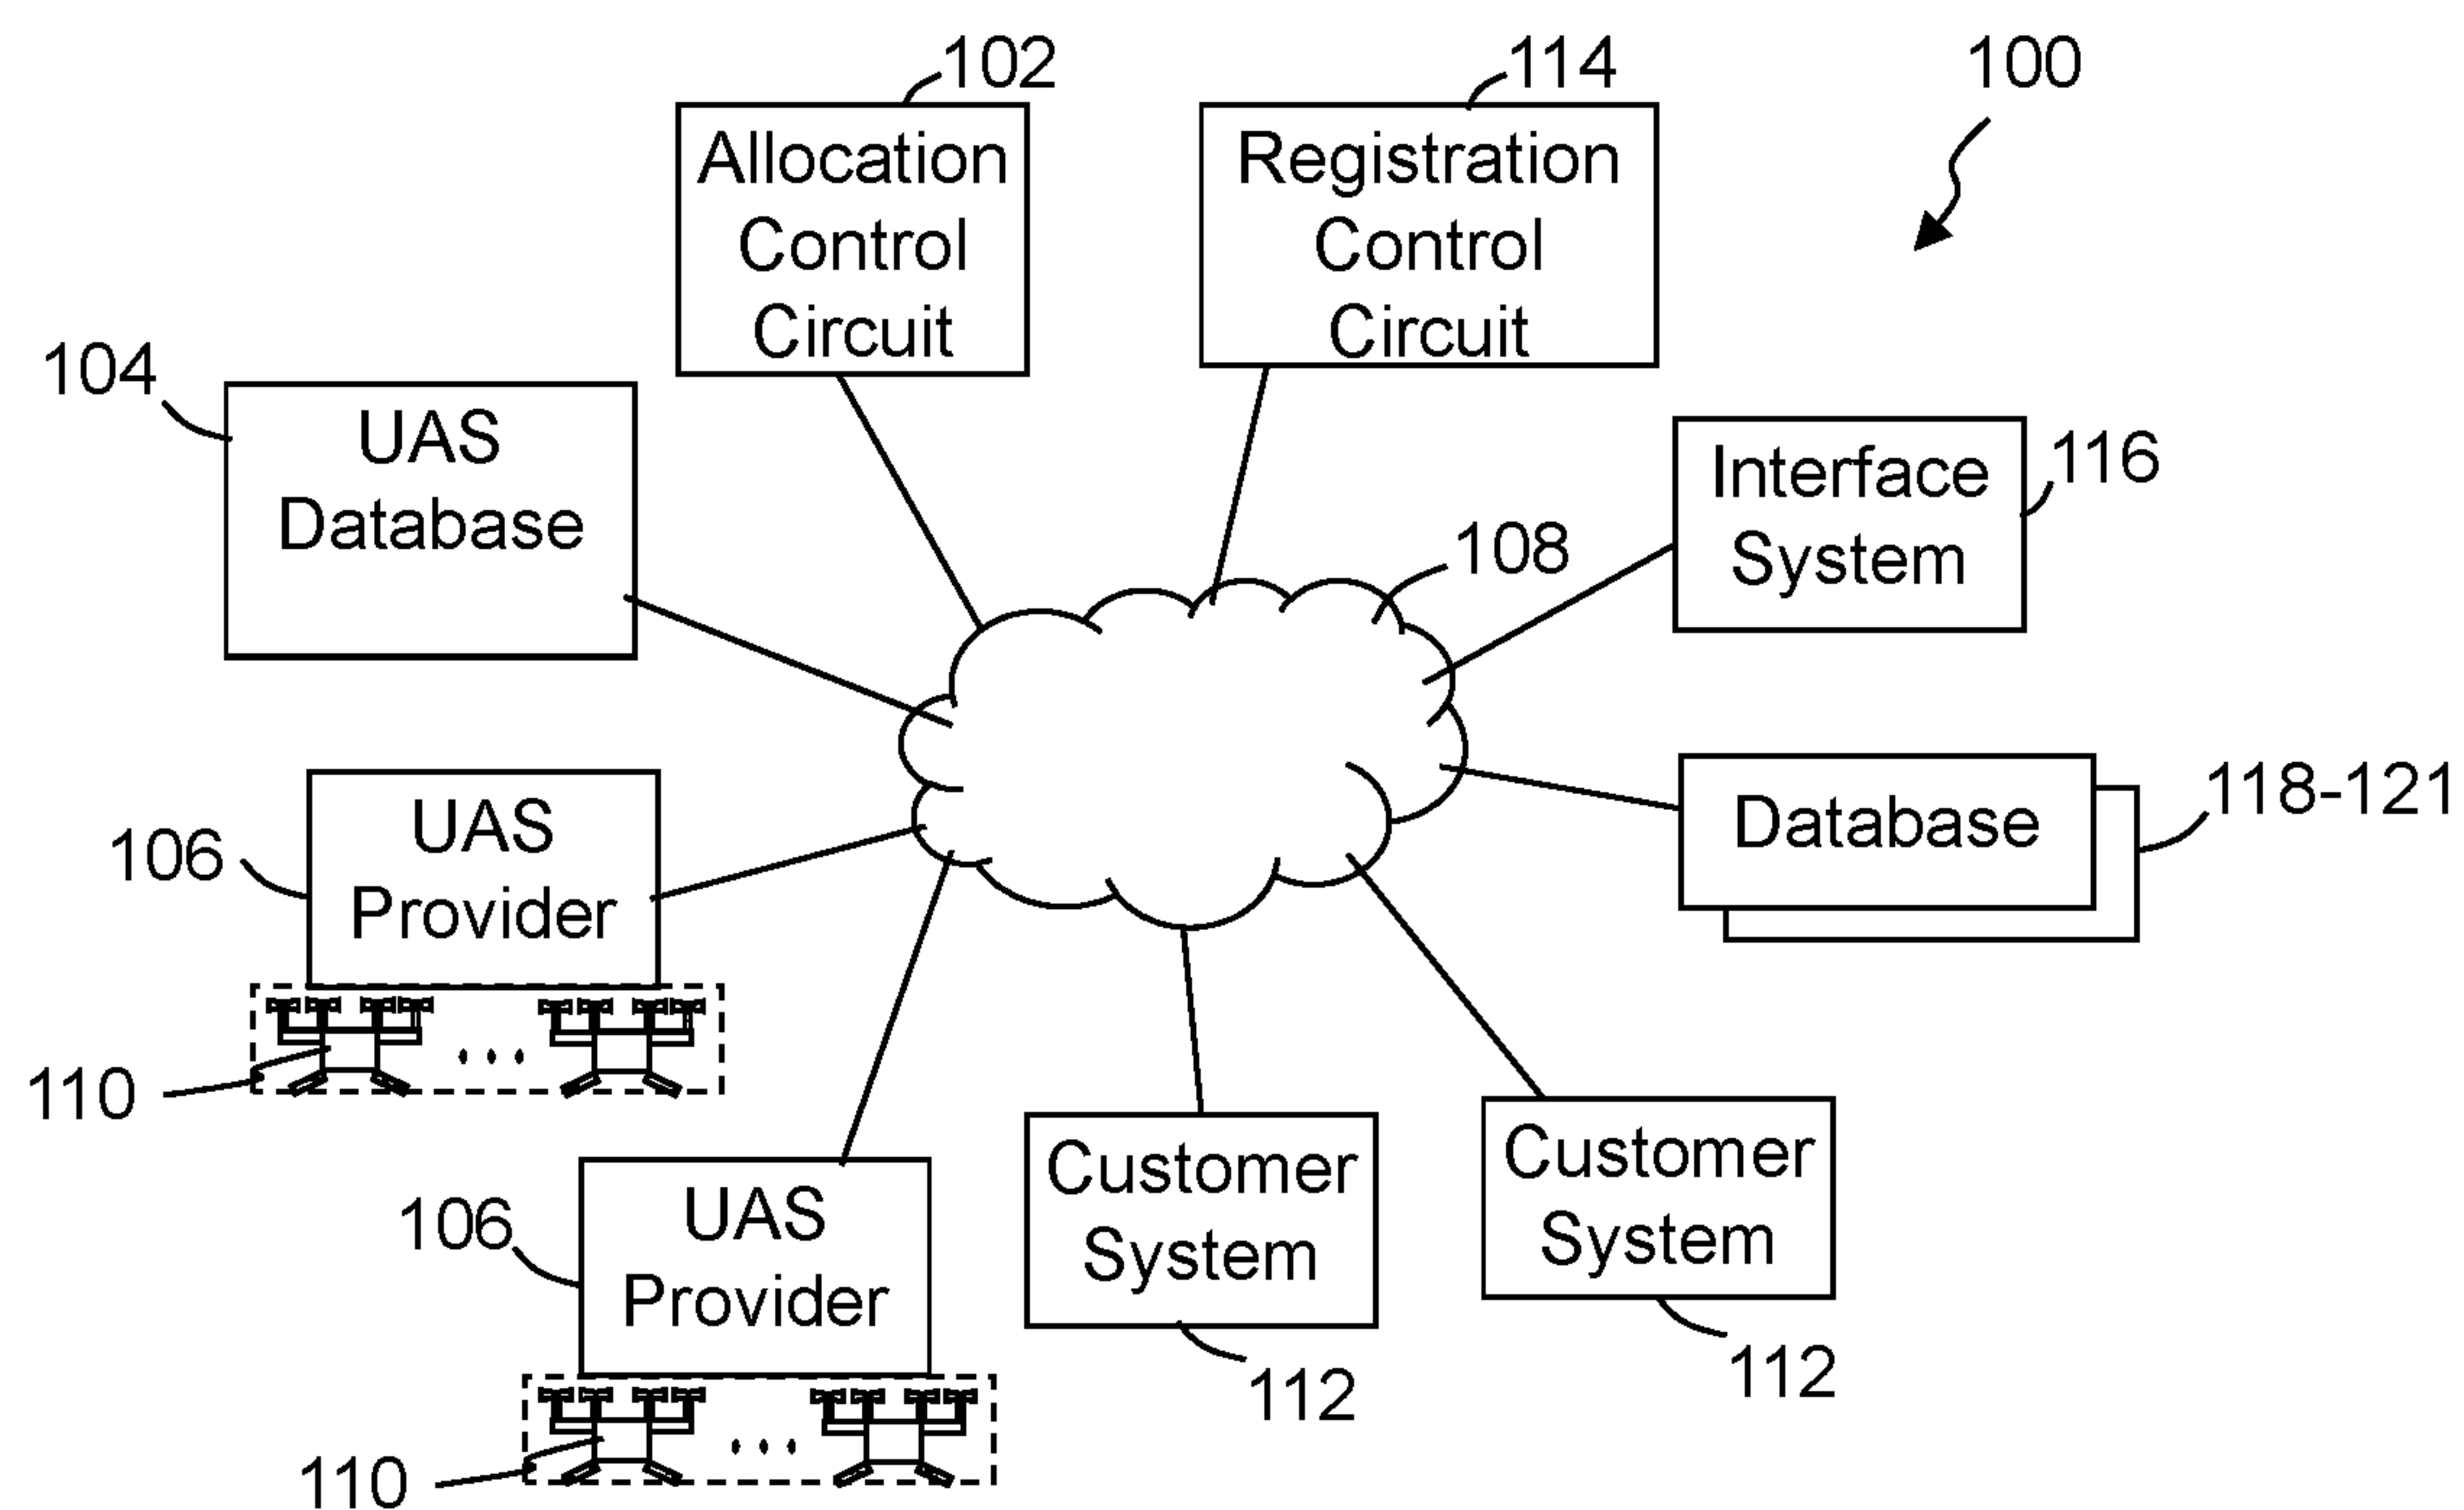 102
114
100
Allocation
Control
Circuit
Registration
Control
Circuit
104
UAS
Database
Interface
System
116
108
106
UAS
Provider
Database
118-121
110
106
UAS
Provider
Customer
System
Customer
System
112
112
110